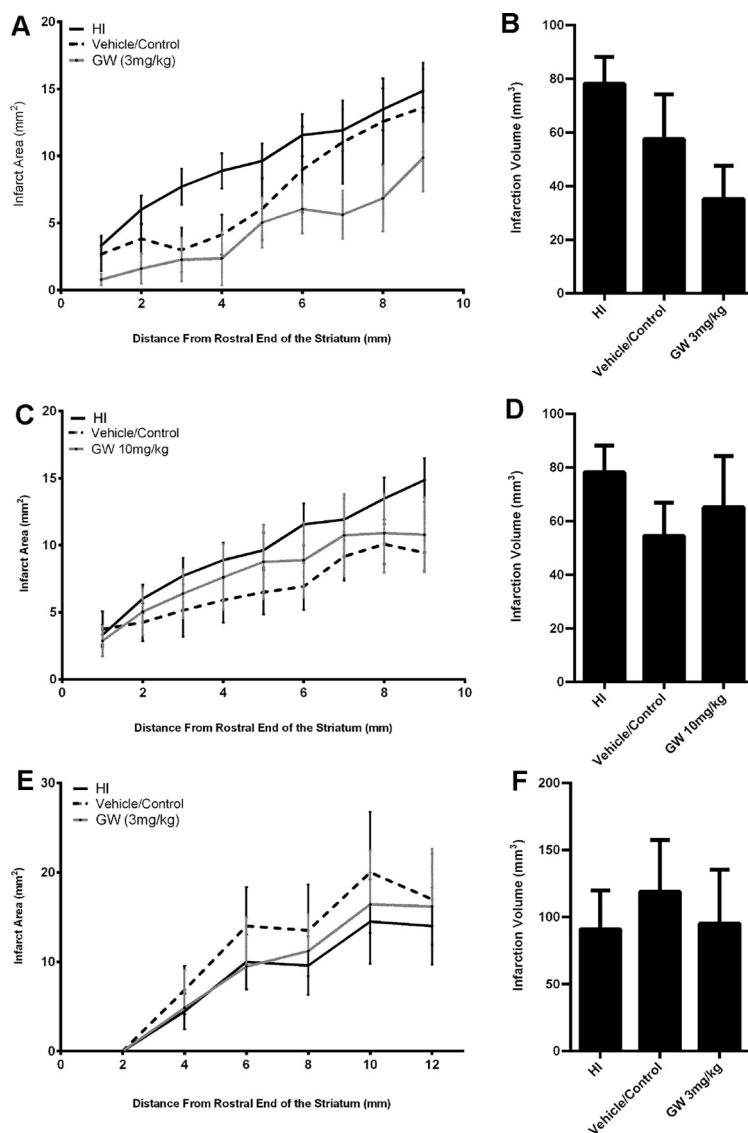 A
HI
Vehicle/Control
GW (3mg/kg)
Infarct Area (mm²)
20
15
10
5
0
0 2 4 6 8 10
Distance From Rostral End of the Striatum (mm)
B
Infarction Volume (mm³)
100
80
60
40
20
0
HI
Vehicle/Control
GW 3mg/kg
C
HI
Vehicle/Control
GW 10mg/kg
Infarct Area (mm²)
20
15
10
5
0
0 2 4 6 8 10
Distance From Rostral End of the Striatum (mm)
D
Infarction Volume (mm³)
100
80
60
40
20
0
HI
Vehicle/Control
GW 10mg/kg
E
HI
Vehicle/Control
GW (3mg/kg)
Infarct Area (mm²)
30
20
10
0
0 2 4 6 8 10 12
Distance From Rostral End of the Striatum (mm)
F
Infarction Volume (mm³)
200
150
100
50
0
HI
Vehicle/Control
GW 3mg/kg